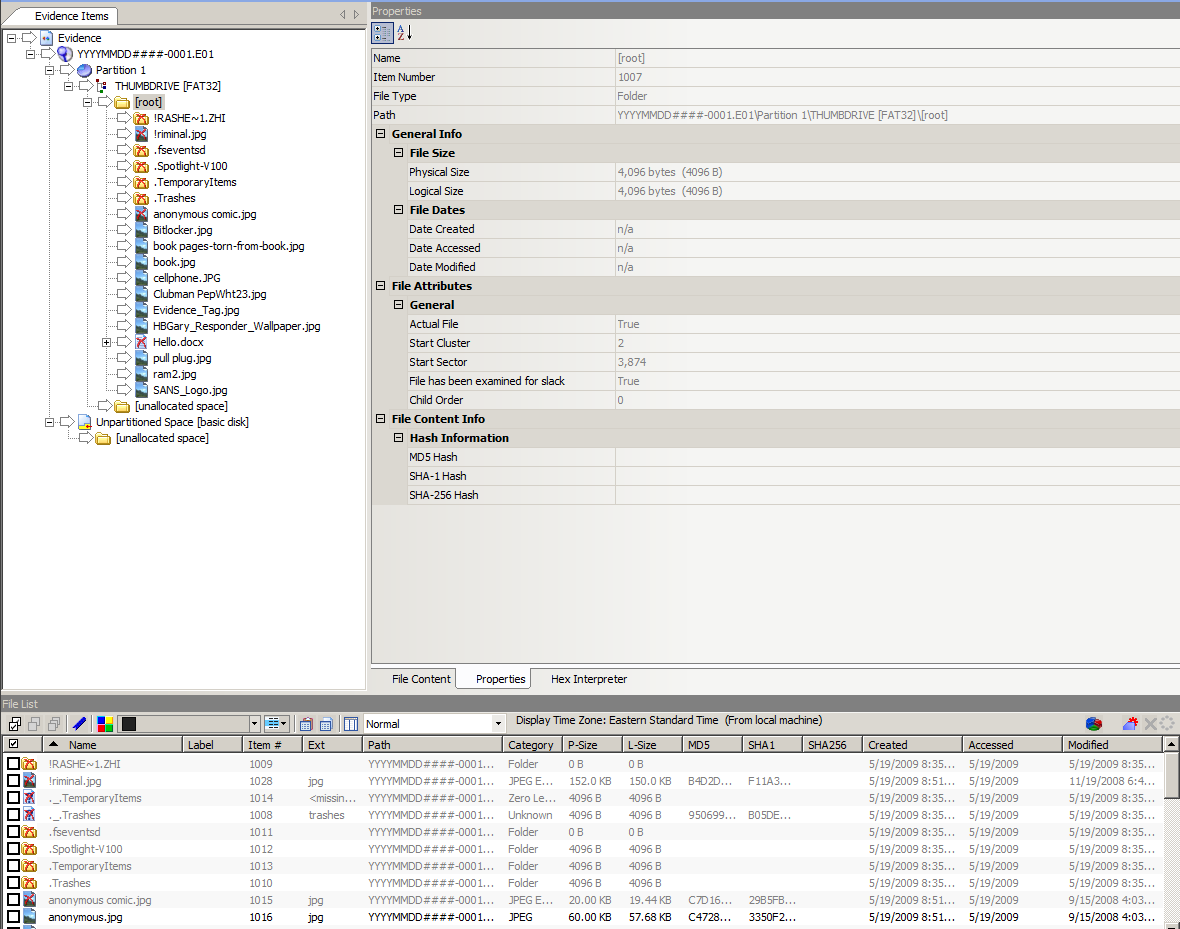 Evidence Items
Evidence
YYYYMMDD####-0001.E01
Partition 1
THUMBDRIVE [FAT32]
[root]
!RASHE~1.ZHI
!riminal.jpg
.fseventsd
.Spotlight-V100
.TemporaryItems
.Trashes
anonymous comic.jpg
Bitlocker.jpg
book pages-torn-from-book.jpg
book.jpg
cellphone.JPG
Clubman PepWht23.jpg
Evidence_Tag.jpg
HBGary_Responder_Wallpaper.jpg
Hello.docx
pull plug.jpg
ram2.jpg
SANS_Logo.jpg
[unallocated space]
Unpartitioned Space [basic disk]
[unallocated space]
Properties
Name [root]
Item Number 1007
File Type Folder
Path YYYYMMDD####-0001.E01\Partition 1\THUMBDRIVE [FAT32]\[root]
General Info
File Size
Physical Size 4,096 bytes (4096 B)
Logical Size 4,096 bytes (4096 B)
File Dates
Date Created n/a
Date Accessed n/a
Date Modified n/a
File Attributes
General
Actual File True
Start Cluster 2
Start Sector 3,874
File has been examined for slack True
Child Order 0
File Content Info
Hash Information
MD5 Hash
SHA-1 Hash
SHA-256 Hash
File Content Properties Hex Interpreter
File List
Normal Display Time Zone: Eastern Standard Time (From local machine)
Name Label Item # Ext Path Category P-Size L-Size MD5 SHA1 SHA256 Created Accessed Modified
!RASHE~1.ZHI 1009 YYYYMMDD####-0001... Folder 0 B 0 B 5/19/2009 8:35... 5/19/2009 5/19/2009 8:35...
!riminal.jpg 1028 jpg YYYYMMDD####-0001... JPEG E... 152.0 KB 150.0 KB B4D2D... F11A3... 5/19/2009 8:51... 5/19/2009 11/19/2008 6:4...
._.TemporaryItems 1014 <missin... YYYYMMDD####-0001... Zero Le... 4096 B 4096 B 5/19/2009 8:35... 5/19/2009 5/19/2009 8:35...
._.Trashes 1008 trashes YYYYMMDD####-0001... Unknown 4096 B 4096 B 950699... B05DE... 5/19/2009 8:35... 5/19/2009 5/19/2009 8:35...
.fseventsd 1011 YYYYMMDD####-0001... Folder 0 B 0 B 5/19/2009 8:35... 5/19/2009 5/19/2009 8:35...
.Spotlight-V100 1012 YYYYMMDD####-0001... Folder 4096 B 4096 B 5/19/2009 8:35... 5/19/2009 5/19/2009 8:35...
.TemporaryItems 1013 YYYYMMDD####-0001... Folder 4096 B 4096 B 5/19/2009 8:35... 5/19/2009 5/19/2009 8:35...
.Trashes 1010 YYYYMMDD####-0001... Folder 4096 B 4096 B 5/19/2009 8:35... 5/19/2009 5/19/2009 8:35...
anonymous comic.jpg 1015 jpg YYYYMMDD####-0001... JPEG E... 20.00 KB 19.44 KB C7D16... 29B5FB... 5/19/2009 8:51... 5/19/2009 9/15/2008 4:03...
anonymous.jpg 1016 jpg YYYYMMDD####-0001... JPEG 60.00 KB 57.68 KB C4728... 3350F2... 5/19/2009 8:51... 5/19/2009 9/15/2008 4:03...